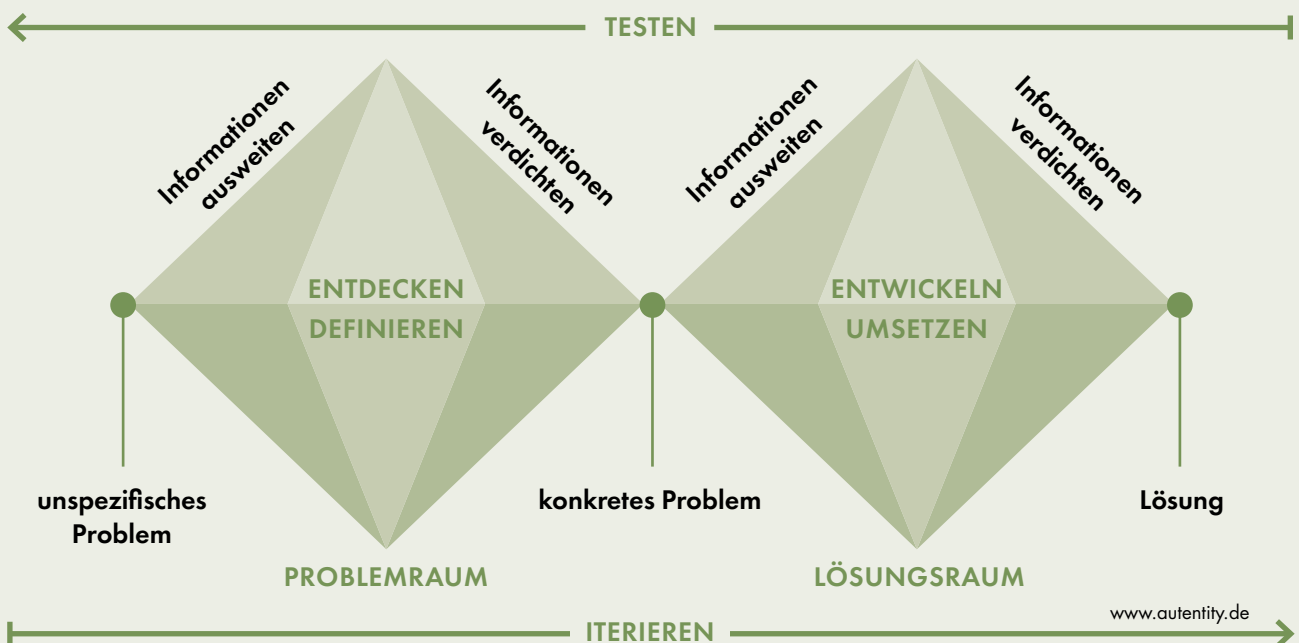 TESTEN
Informationen
ausweiten
Informationen
verdichten
Informationen
ausweiten
Informationen
verdichten
ENTDECKEN
DEFINIEREN
ENTWICKELN
UMSETZEN
unspezifisches
Problem
konkretes Problem
Lösung
PROBLEMRAUM
LÖSUNGSRAUM
www.autentity.de
ITERIEREN